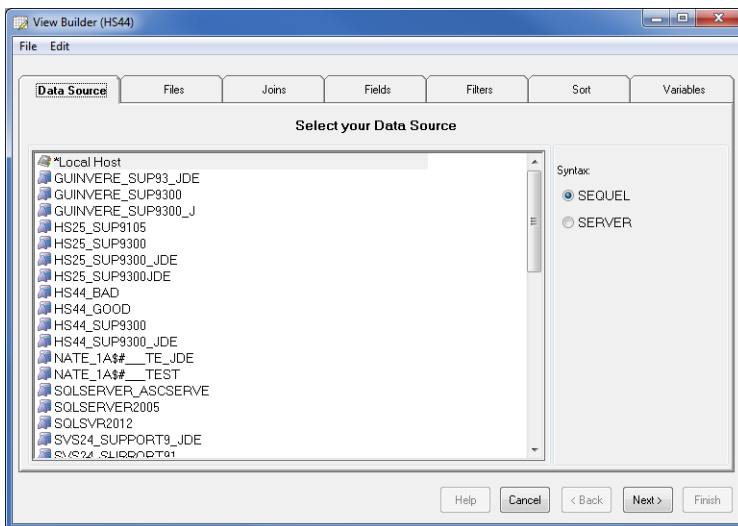 View Builder (HS44)
File Edit
Data Source Files Joins Fields Filters Sort Variables
Select your Data Source
*Local Host
GUINVERE_SUP93_JDE
GUINVERE_SUP9300
GUINVERE_SUP9300_J
HS25_SUP9105
HS25_SUP9300
HS25_SUP9300_JDE
HS25_SUP9300JDE
HS44_BAD
HS44_GOOD
HS44_SUP9300
HS44_SUP9300_JDE
NATE_1A$#___TE_JDE
NATE_1A$#___TEST
SQLSERVER_ASCSERVE
SQLSERVER2005
SQLSVR2012
SVS24_SUPPORT9_JDE
SVS24_SUPPORT91
Syntax:
SEQUEL
SERVER
Help Cancel < Back Next > Finish